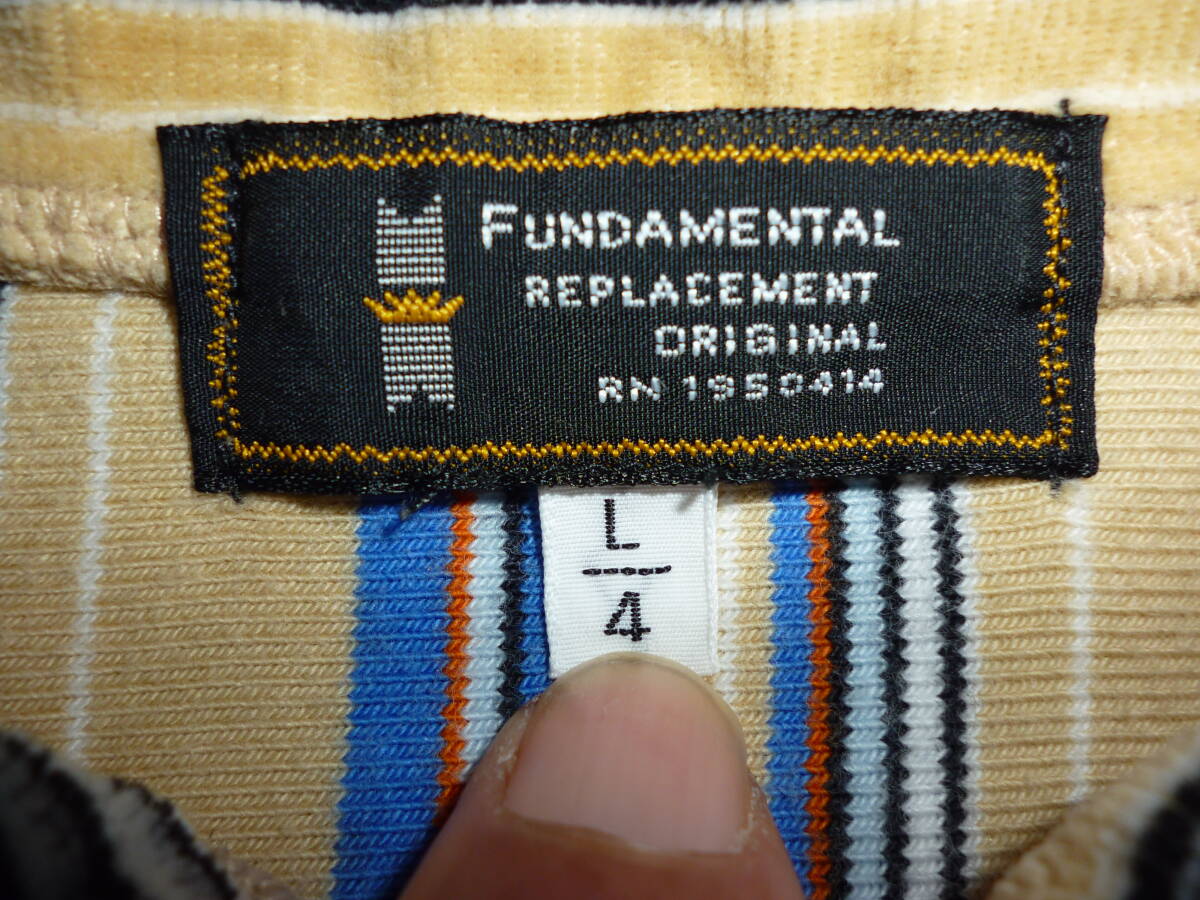 FUNDAMENTAL
REPLACEMENT
ORIGINAL
RN 1950414
L
4